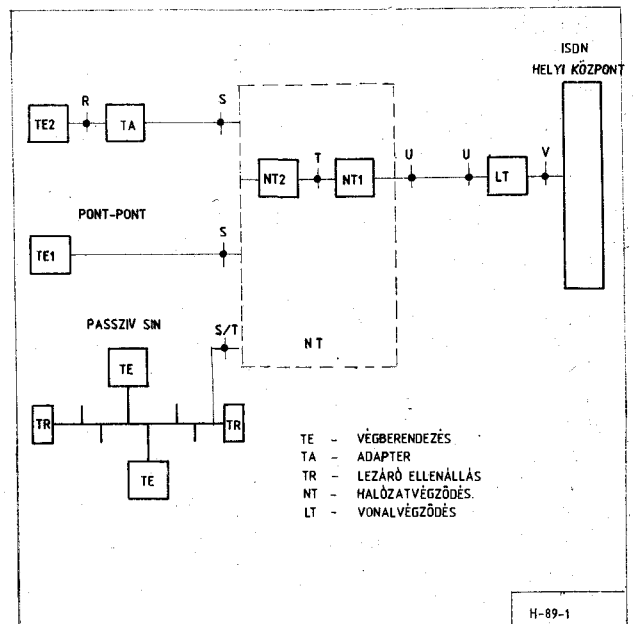 ISDN
HELYI KÖZPONT
R
S
TE2
TA
T
U
U
V
NT2
NT1
LT
PONT-PONT
S
TE1
PASSZIV SIN
S/T
NT
TE
TR
TR
TE
TE - VÉGBERENDEZÉS
TA - ADAPTER
TR - LEZÁRÓ ELLENÁLLÁS
NT - HALÓZATVÉGZŐDÉS.
LT - VONALVÉGZŐDÉS
H-89-1